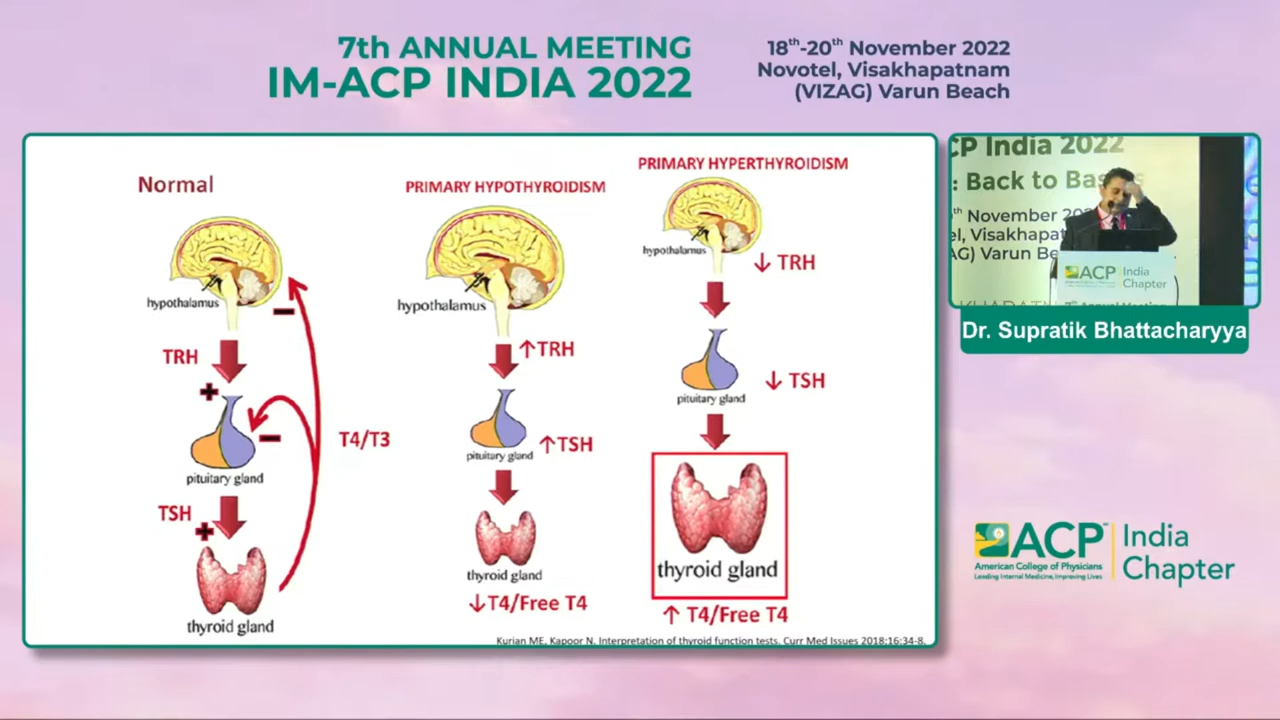 7th ANNUAL MEETING
IM-ACP INDIA 2022
18th-20th November 2022
Novotel, Visakhapatnam
(VIZAG) Varun Beach
Normal
hypothalamus
TRH
pituitary gland
T4/T3
TSH
thyroid gland
PRIMARY HYPOTHYROIDISM
hypothalamus
↑TRH
pituitary gland
↑TSH
thyroid gland
↓T4/Free T4
PRIMARY HYPERTHYROIDISM
hypothalamus
↓ TRH
pituitary gland
↓ TSH
thyroid gland
↑ T4/Free T4
Kurian ME, Kapoor N. Interpretation of thyroid function tests. Curr Med Issues 2018;16:34-8.
CP India 2022
: Back to Bas
th November 202
el, Visakhapat
AG) Varun Be
ACP India
Chapter
Dr. Supratik Bhattacharyya
ACP
American College of Physicians
Leading Internal Medicine, Improving Lives
India
Chapter